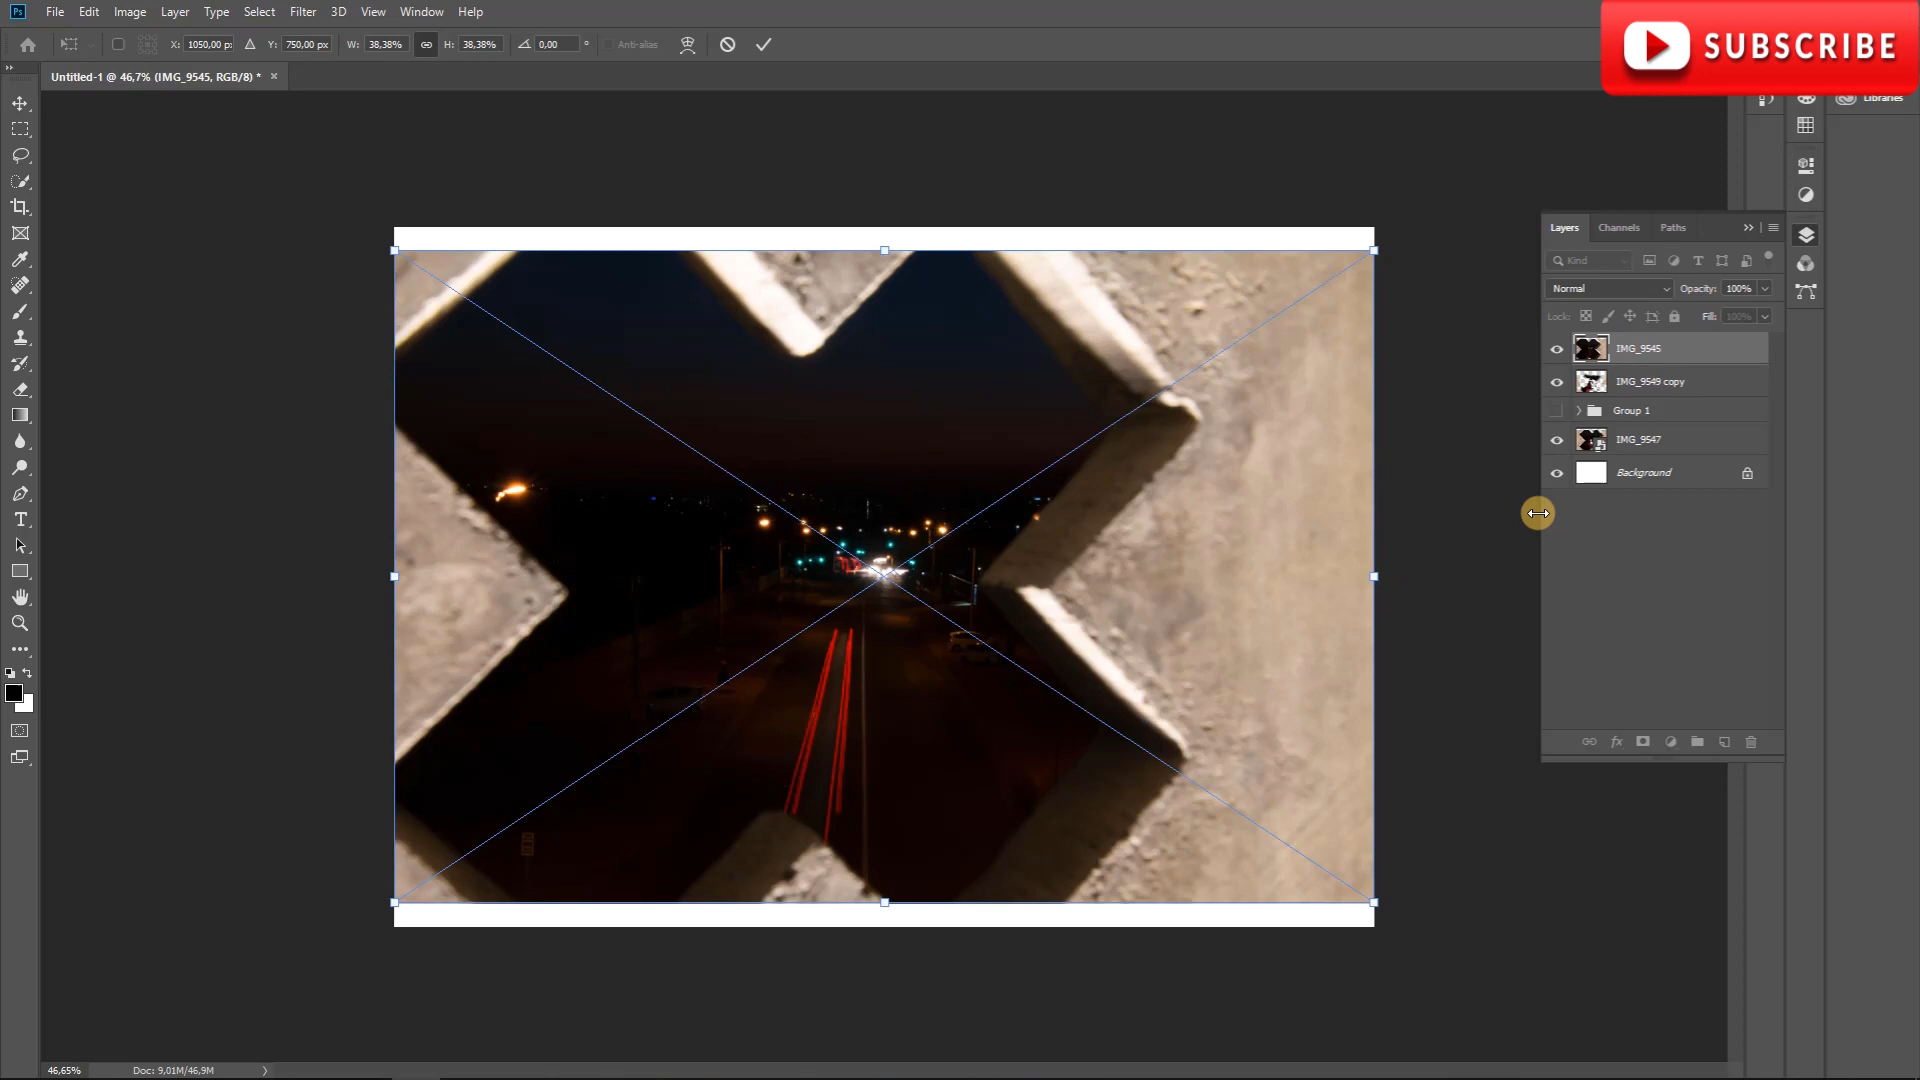 Ps File Edit Image Layer Type Select Filter 3D View Window Help
X: 1050,00 px Y: 750,00 px W: 38,38% H: 38,38% 0,00 ° Anti-alias
SUBSCRIBE
Untitled-1 @ 46,7% (IMG_9545, RGB/8) * ×
Libraries
Layers Channels Paths
Kind
Normal Opacity: 100%
Lock: Fill: 100%
IMG_9545
IMG_9549 copy
Group 1
IMG_9547
Background
46,65% Doc: 9,01M/46,9M